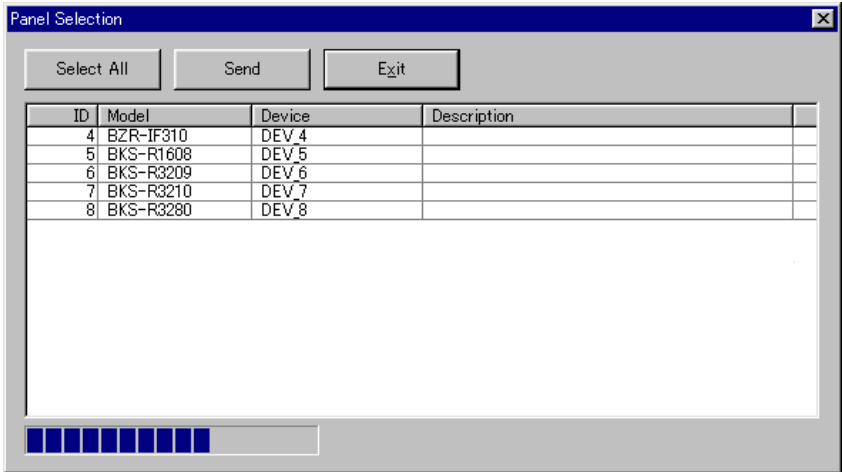 Panel Selection
Select All Send Exit
ID Model Device Description
4 BZR-IF310 DEV_4
5 BKS-R1608 DEV_5
6 BKS-R3209 DEV_6
7 BKS-R3210 DEV_7
8 BKS-R3280 DEV_8